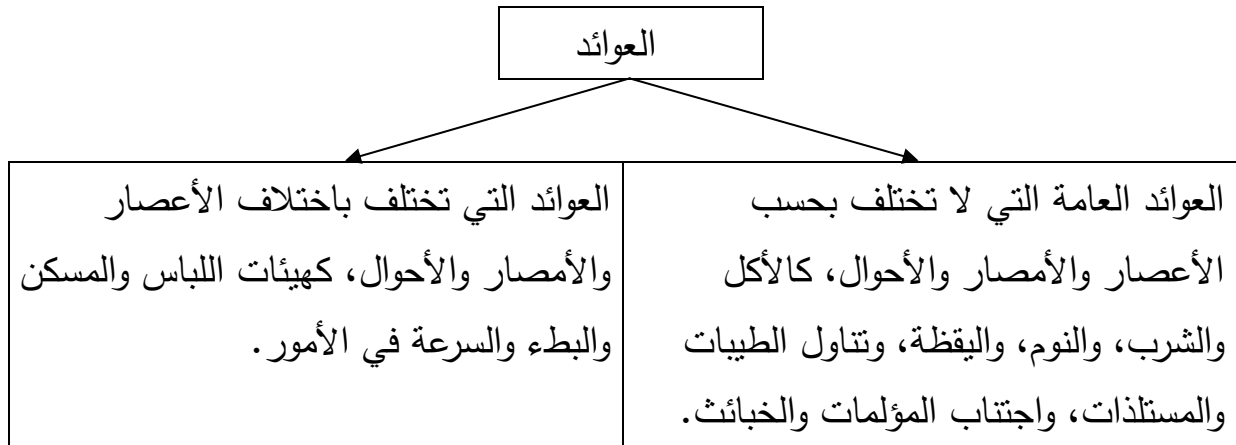 العوائد
العوائد العامة التي لا تختلف بحسب
الأعصار والأمصار والأحوال، كالأكل
والشرب، والنوم، واليقظة، وتناول الطيبات
والمستلذات، واجتناب المؤلمات والخبائث.
العوائد التي تختلف باختلاف الأعصار
والأمصار والأحوال، كهيئات اللباس والمسكن
والبطء والسرعة في الأمور.